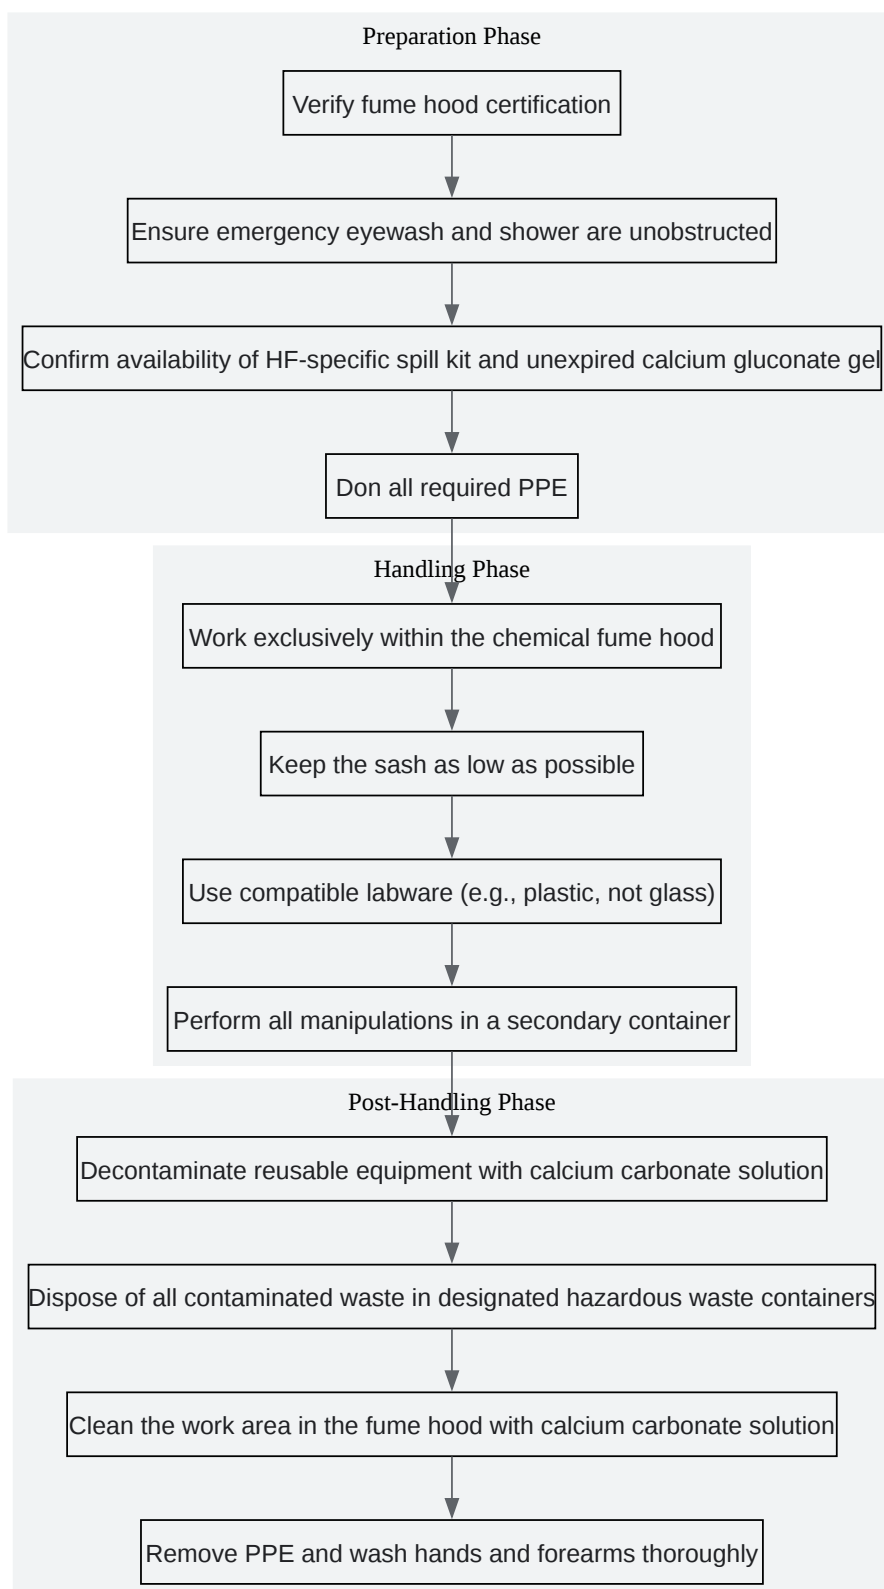 Preparation Phase
Verify fume hood certification
Ensure emergency eyewash and shower are unobstructed
Confirm availability of HF-specific spill kit and unexpired calcium gluconate gel
Don all required PPE
Handling Phase
Work exclusively within the chemical fume hood
Keep the sash as low as possible
Use compatible labware (e.g., plastic, not glass)
Perform all manipulations in a secondary container
Post-Handling Phase
Decontaminate reusable equipment with calcium carbonate solution
Dispose of all contaminated waste in designated hazardous waste containers
Clean the work area in the fume hood with calcium carbonate solution
Remove PPE and wash hands and forearms thoroughly